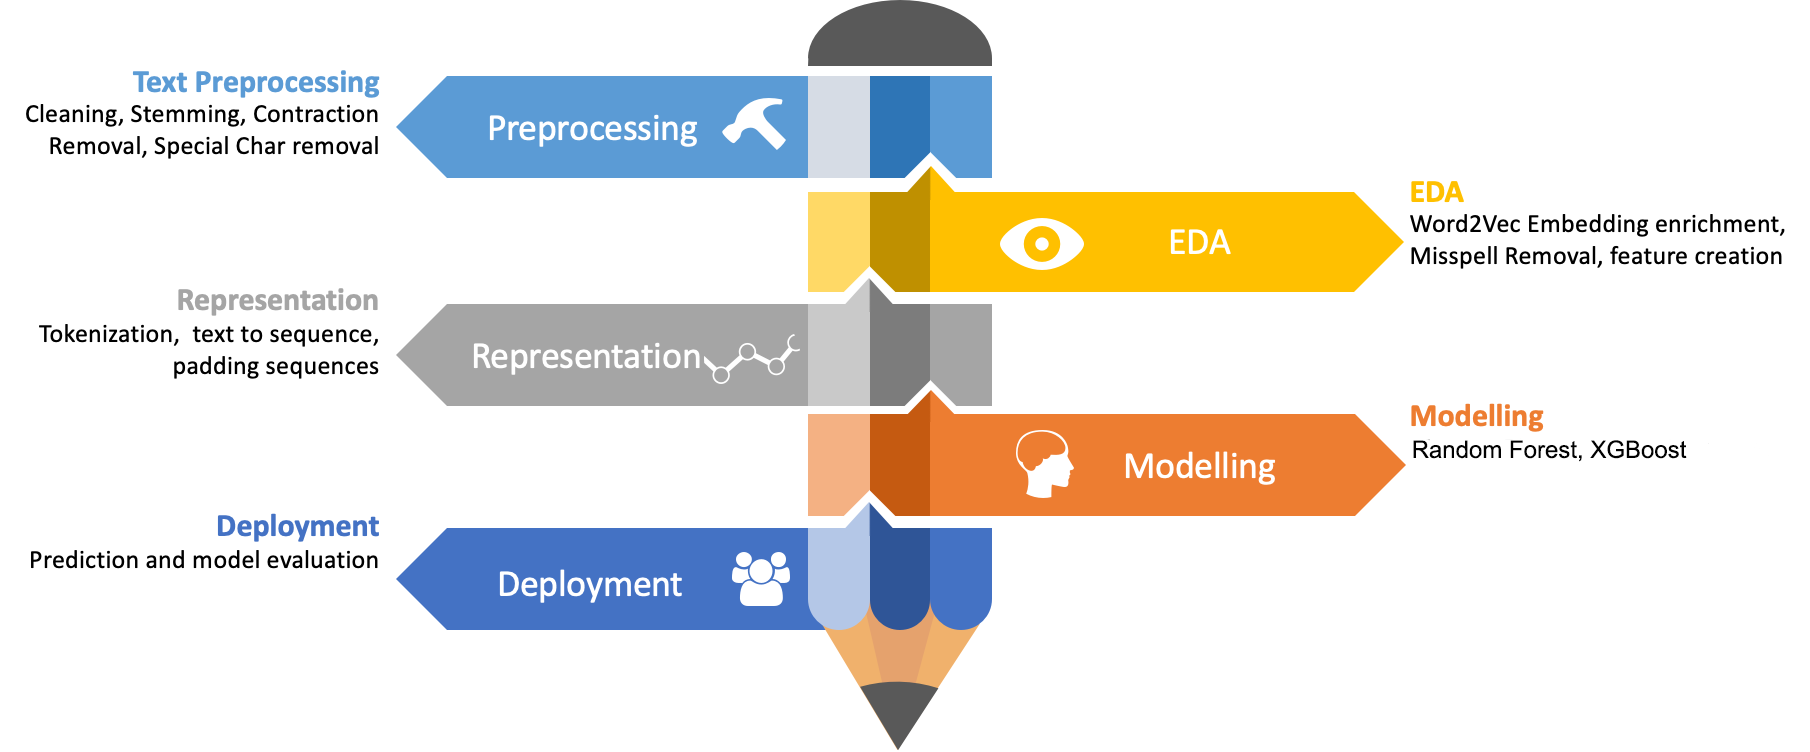 Text Preprocessing
Cleaning, Stemming, Contraction
Removal, Special Char removal
Preprocessing
EDA
EDA
Word2Vec Embedding enrichment,
Misspell Removal, feature creation
Representation
Tokenization,  text to sequence,
padding sequences
Representation
Modelling
Modelling
Random Forest, XGBoost
Deployment
Prediction and model evaluation
Deployment